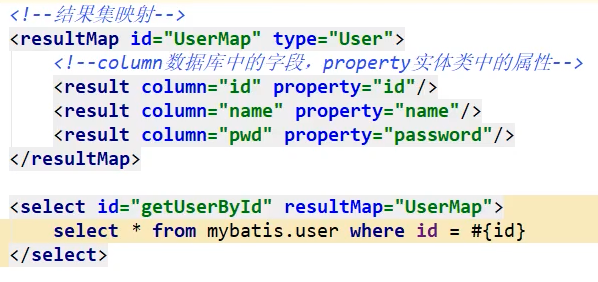 <!--结果集映射-->
<resultMap id="UserMap" type="User">
<!--column数据库中的字段，property实体类中的属性-->
<result column="id" property="id"/>
<result column="name" property="name"/>
<result column="pwd" property="password"/>
</resultMap>
<select id="getUserById" resultMap="UserMap">
select * from mybatis.user where id = #{id}
</select>